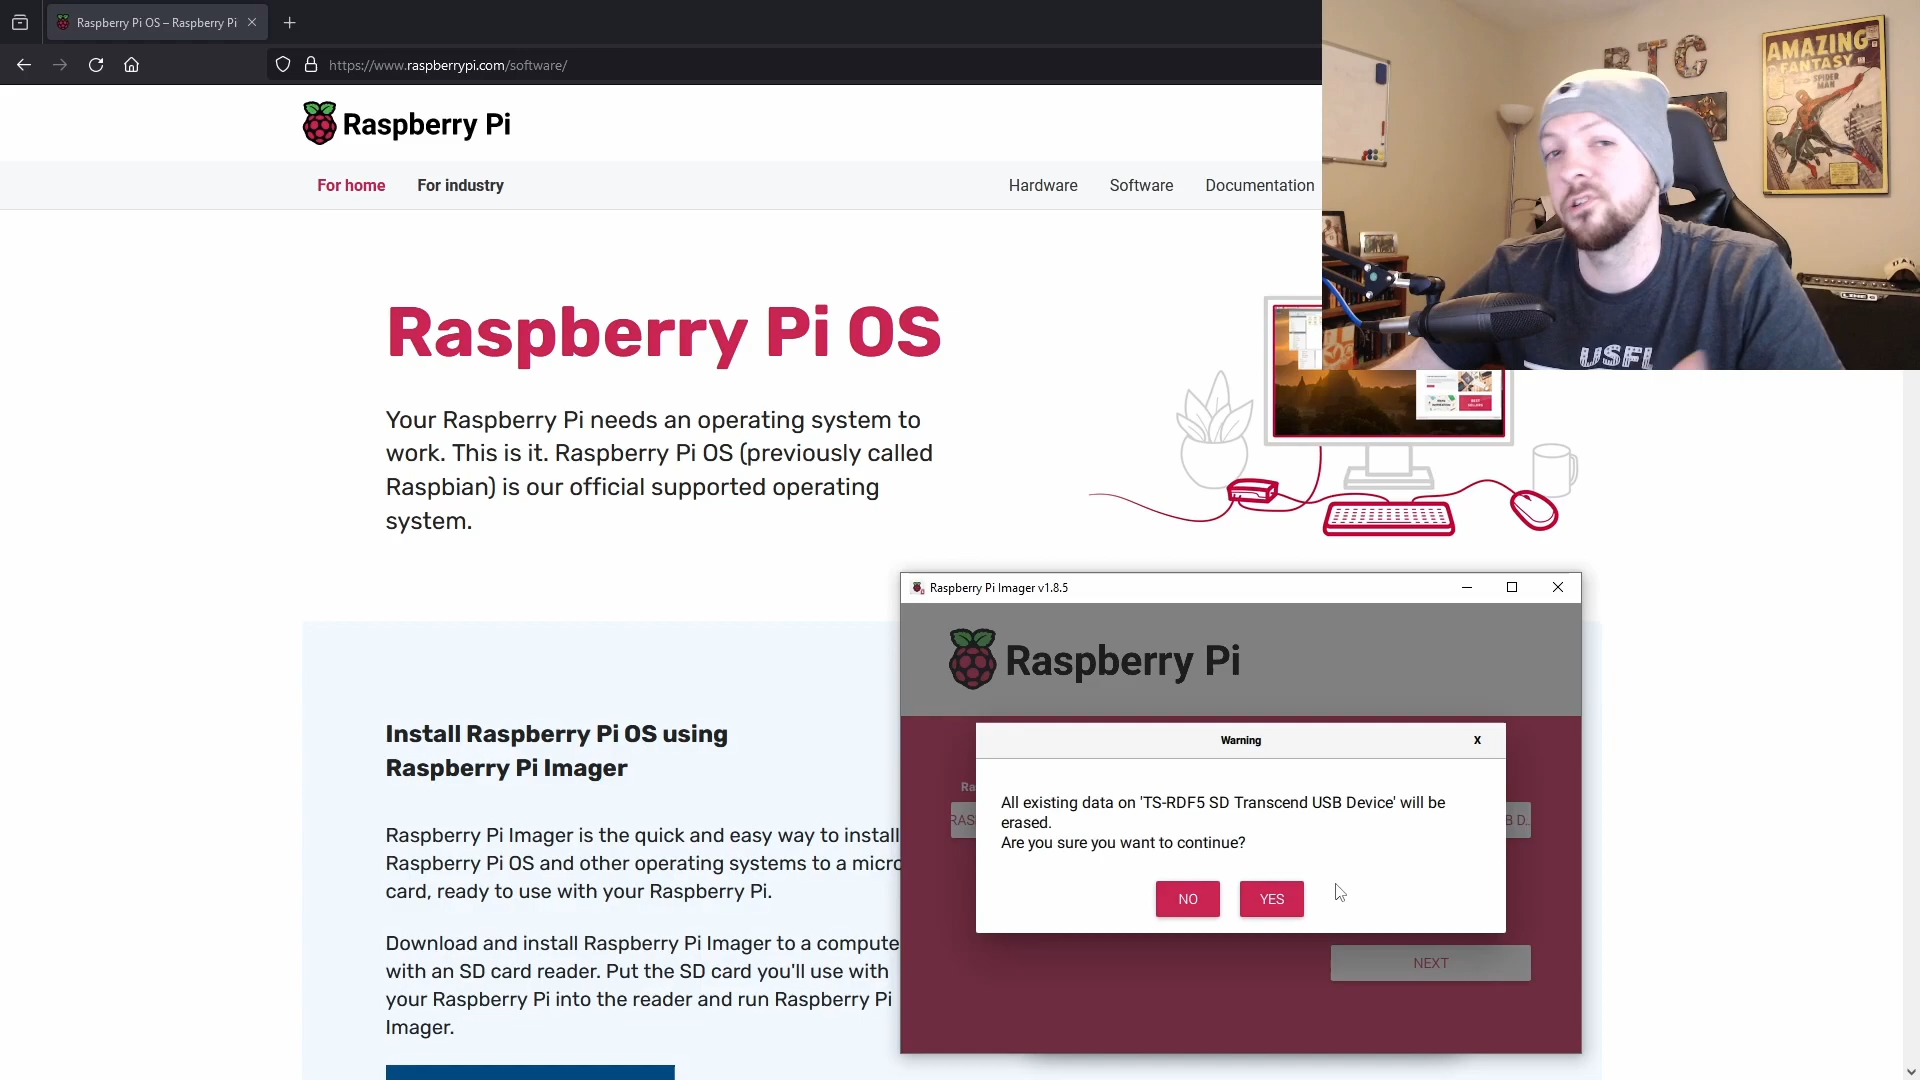 Raspberry Pi OS – Raspberry Pi
https://www.raspberrypi.com/software/
Raspberry Pi
For home
For industry
Hardware
Software
Documentation
BTC
AMAZING
FANTASY
SPIDER
MAN
LINE 6
USFL
Raspberry Pi OS
Your Raspberry Pi needs an operating system to
work. This is it. Raspberry Pi OS (previously called
Raspbian) is our official supported operating
system.
Install Raspberry Pi OS using
Raspberry Pi Imager
Raspberry Pi Imager is the quick and easy way to install
Raspberry Pi OS and other operating systems to a micro
card, ready to use with your Raspberry Pi.
Download and install Raspberry Pi Imager to a compute
with an SD card reader. Put the SD card you'll use with
your Raspberry Pi into the reader and run Raspberry Pi
Imager.
Raspberry Pi Imager v1.8.5
Raspberry Pi
Warning
X
All existing data on 'TS-RDF5 SD Transcend USB Device' will be
erased.
Are you sure you want to continue?
NO
YES
Ra
RAS
B D..
NEXT